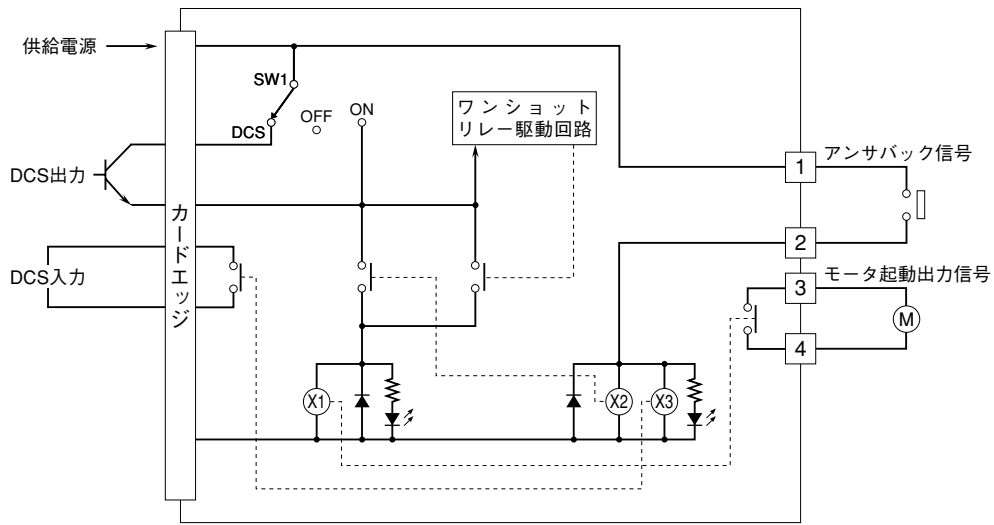 供給電源
SW1
OFF
ON
DCS
ワンショット
リレー駆動回路
1
アンサバック信号
DCS出力
カードエッジ
2
DCS入力
3
モータ起動出力信号
M
4
X1
X2
X3